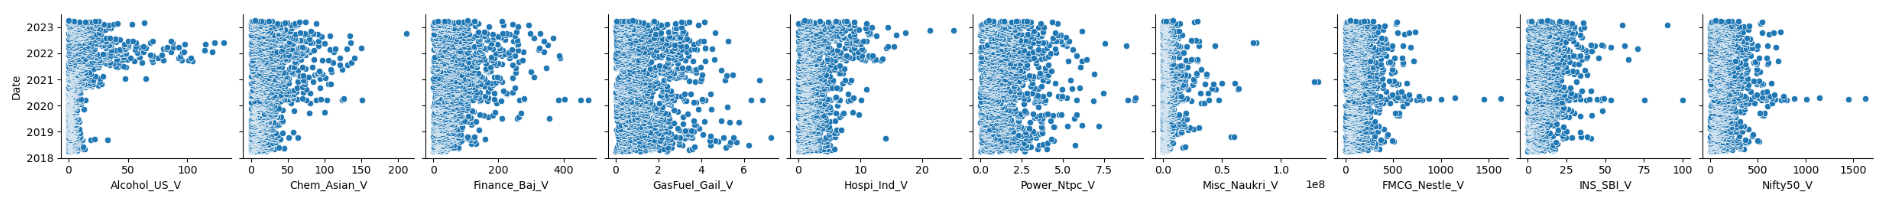 2023
2022
2021
2020
2019
2018
Date
0 50 100
Alcohol_US_V
0 50 100 150 200
Chem_Asian_V
0 200 400
Finance_Baj_V
0 2 4 6
GasFuel_Gail_V
0 10 20
Hospi_Ind_V
0.0 2.5 5.0 7.5
Power_Ntpc_V
0.0 0.5 1.0
1e8
Misc_Naukri_V
0 500 1000 1500
FMCG_Nestle_V
0 25 50 75 100
INS_SBI_V
0 500 1000 1500
Nifty50_V